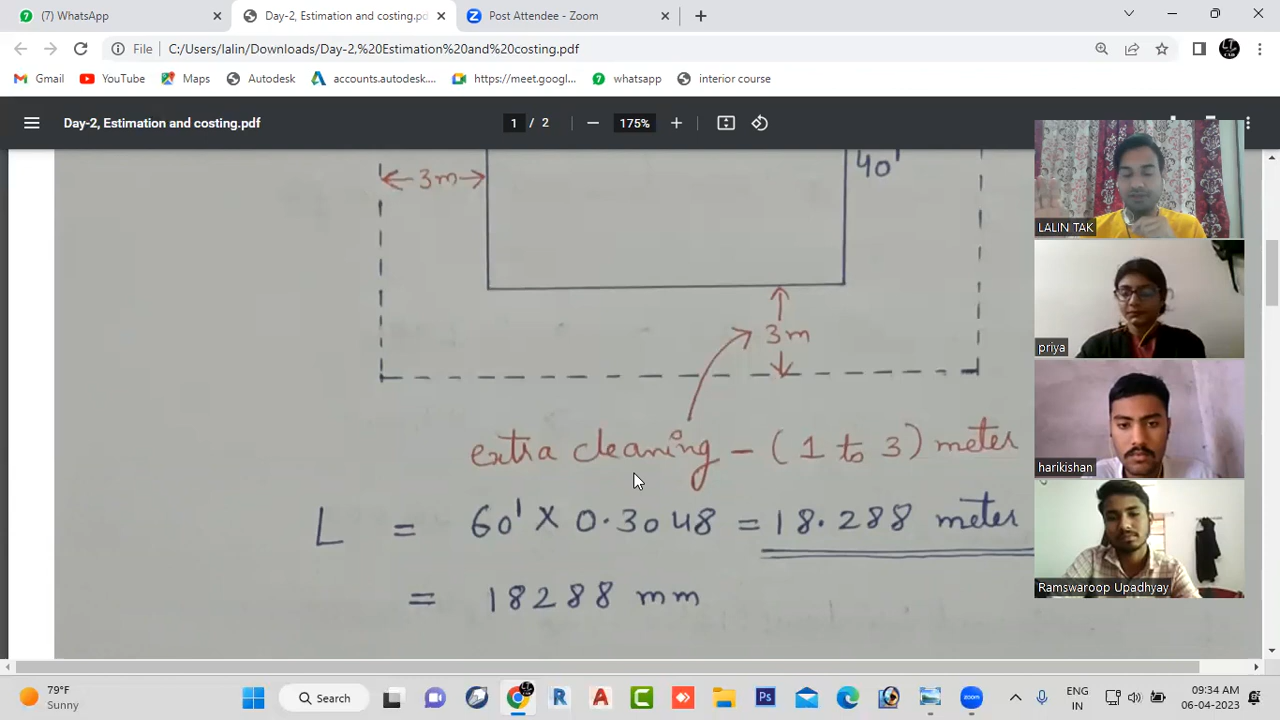 (7) WhatsApp
Day-2, Estimation and costing.pd
Post Attendee - Zoom
File
C:/Users/lalin/Downloads/Day-2,%20Estimation%20and%20costing.pdf
Gmail
YouTube
Maps
Autodesk
accounts.autodesk....
https://meet.googl...
whatsapp
interior course
Day-2, Estimation and costing.pdf
1 / 2
175%
3m
40'
3m
extra cleaning - (1 to 3) meter
L = 60' X 0.3048 = 18.288 meter
= 18288 mm
LALIN TAK
priya
harikishan
Ramswaroop Upadhyay
79°F
Sunny
Search
ENG
IN
09:34 AM
06-04-2023